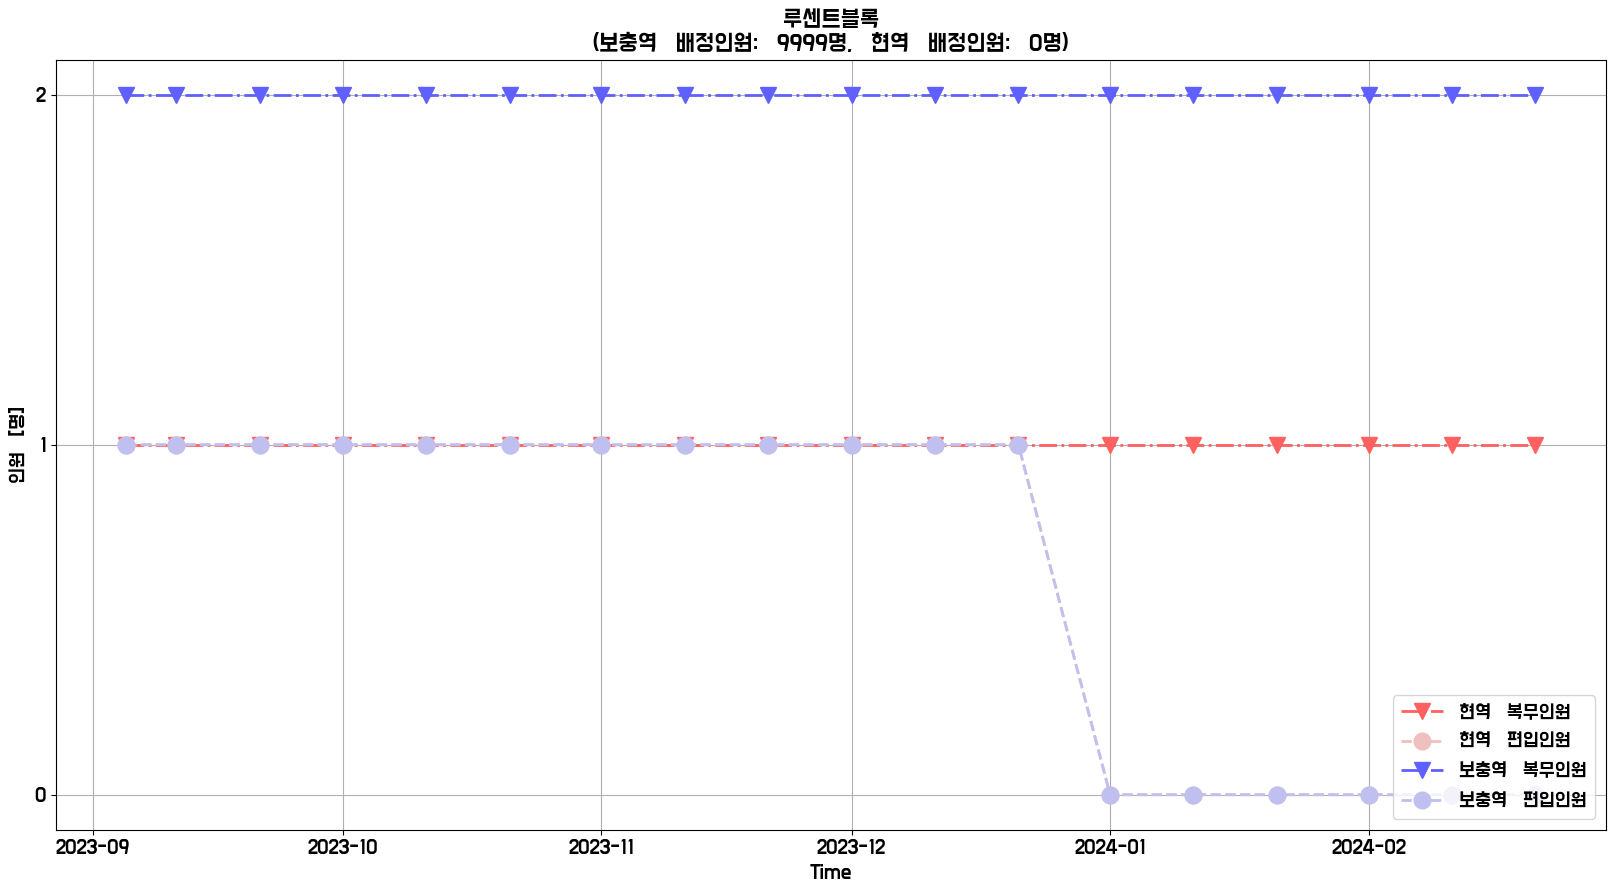 루센트블록
(보충역 배정인원: 9999명, 현역 배정인원: 0명)
인원 [명]
2
1
0
2023-09
2023-10
2023-11
2023-12
2024-01
2024-02
Time
현역 복무인원
현역 편입인원
보충역 복무인원
보충역 편입인원